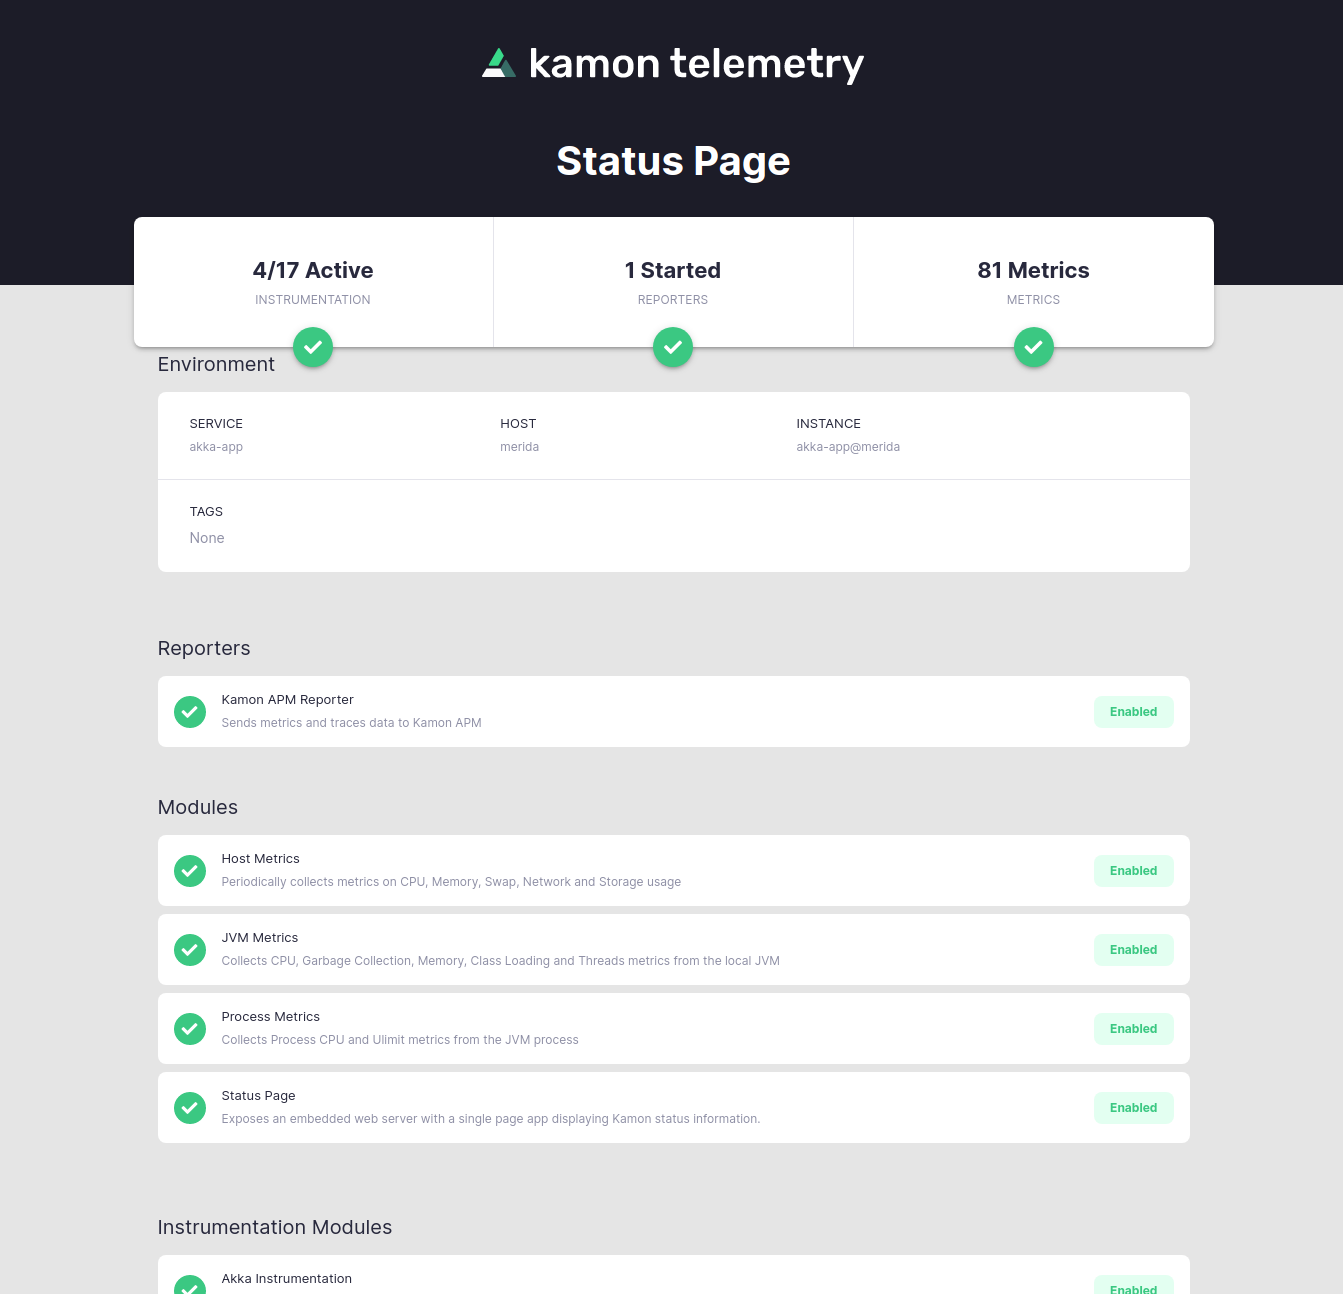 kamon telemetry
Status Page
4/17 Active
INSTRUMENTATION
1 Started
REPORTERS
81 Metrics
METRICS
Environment
SERVICE
akka-app
HOST
merida
INSTANCE
akka-app@merida
TAGS
None
Reporters
Kamon APM Reporter
Sends metrics and traces data to Kamon APM
Enabled
Modules
Host Metrics
Periodically collects metrics on CPU, Memory, Swap, Network and Storage usage
Enabled
JVM Metrics
Collects CPU, Garbage Collection, Memory, Class Loading and Threads metrics from the local JVM
Enabled
Process Metrics
Collects Process CPU and Ulimit metrics from the JVM process
Enabled
Status Page
Exposes an embedded web server with a single page app displaying Kamon status information.
Enabled
Instrumentation Modules
Akka Instrumentation
Enabled